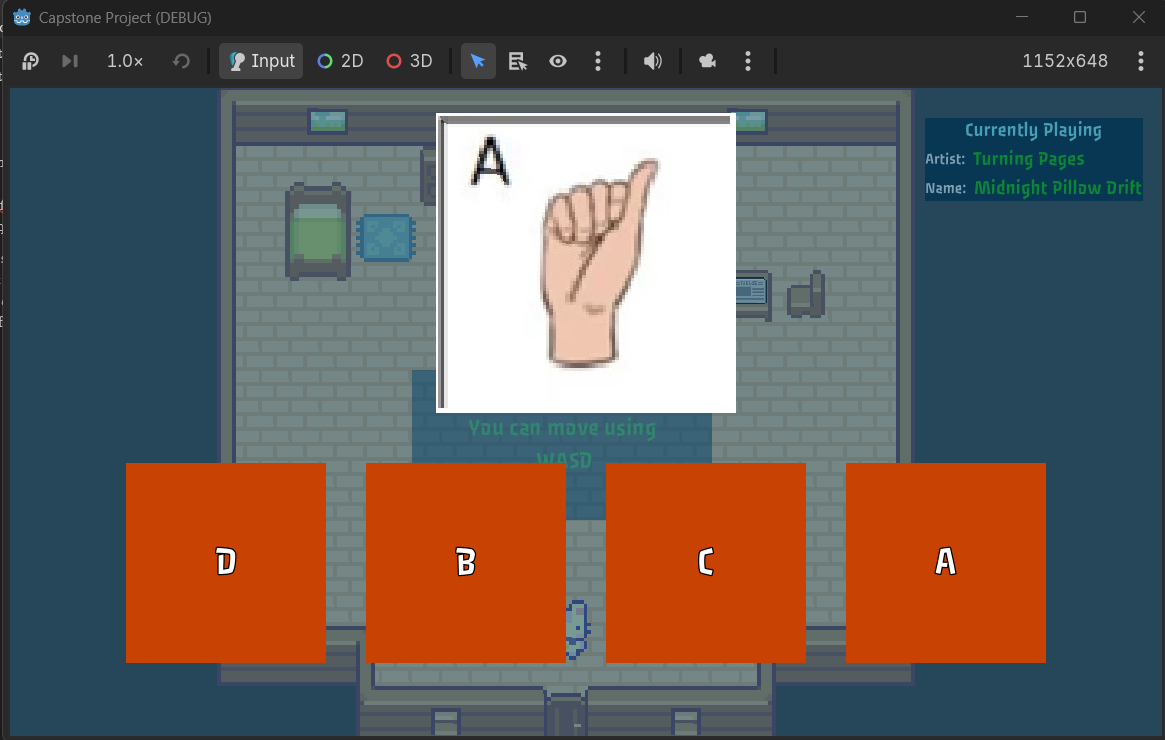 Capstone Project (DEBUG)
1.0× Input 2D 3D 1152x648
Currently Playing
Artist: Turning Pages
Name: Midnight Pillow Drift
A
You can move using
WASD
D B C A